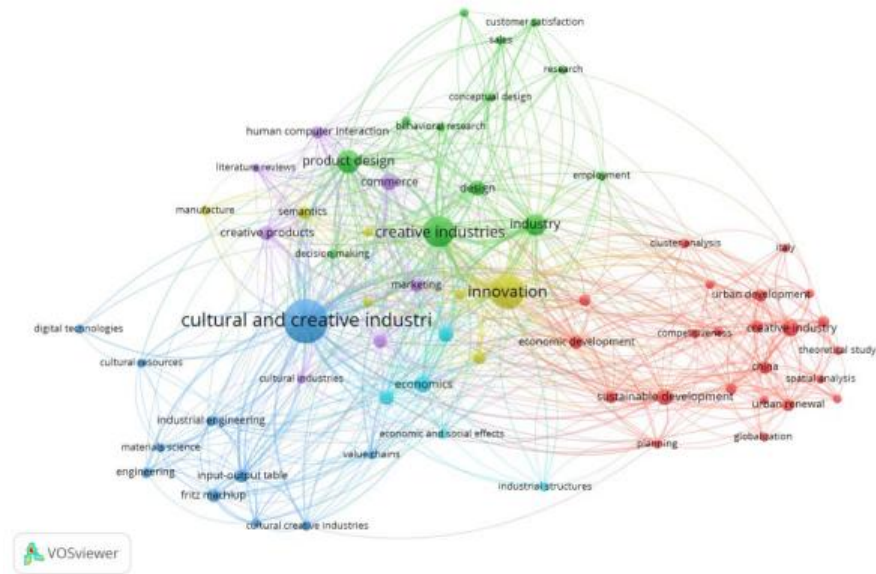 customer satisfaction
sales
research
conceptual design
behavioral research
human computer interaction
product design
literature reviews
commerce
design
employment
manufacture
semantics
creative products
creative industries
industry
cluster analysis
italy
decision making
marketing
innovation
urban development
cultural and creative industri
digital technologies
competitiveness
creative industry
economic development
theoretical study
cultural resources
china
cultural industries
economics
spatial analysis
sustainable development
urban renewal
industrial engineering
economic and social effects
globalization
planning
materials science
value chains
engineering
input-output table
industrial structures
fritz machlup
cultural creative industries
VOSviewer